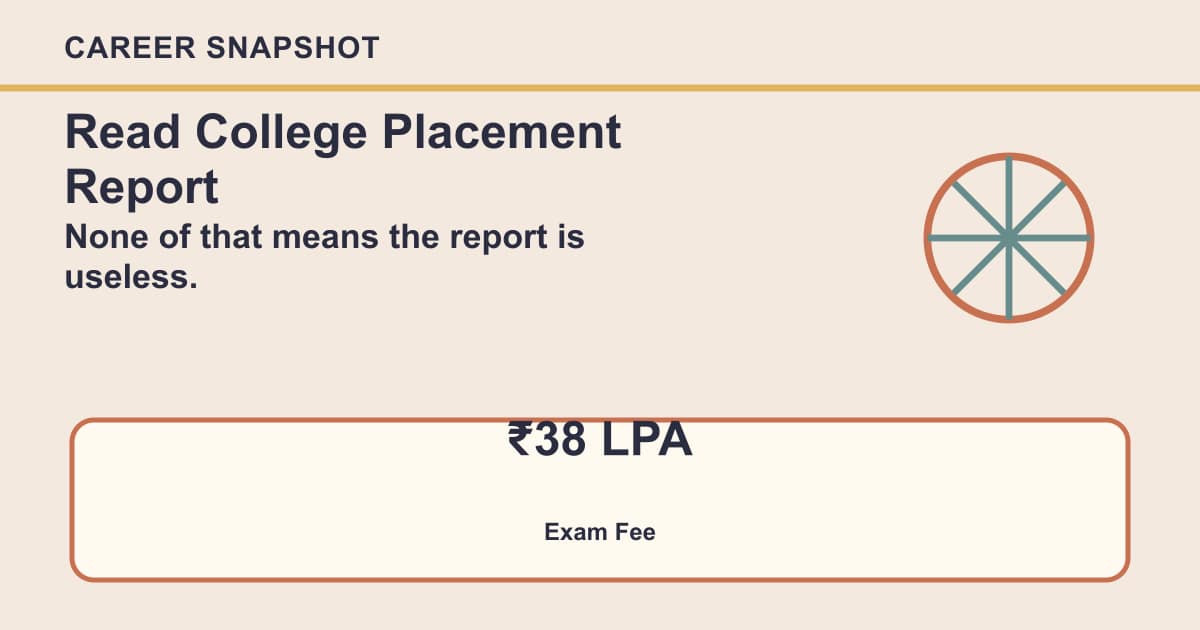 CAREER SNAPSHOT
Read College Placement
Report
None of that means the report is
useless.
₹38 LPA
Exam Fee